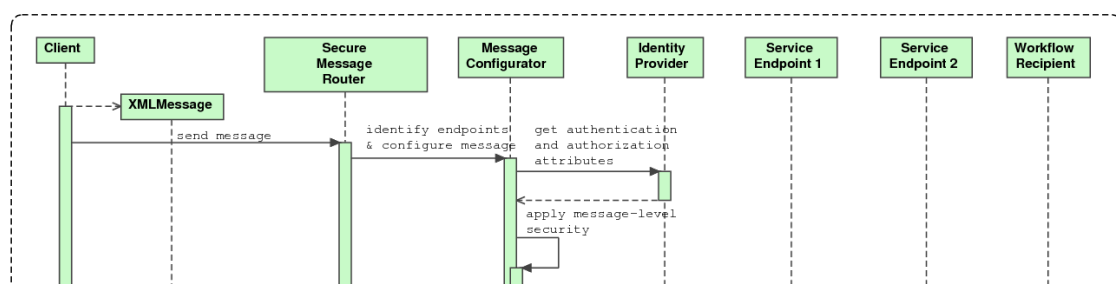 Client
Secure
Message
Router
Message
Configurator
Identity
Provider
Service
Endpoint 1
Service
Endpoint 2
Workflow
Recipient
XMLMessage
send message
identify endpoints
& configure message
get authentication
and authorization
attributes
apply message-level
security